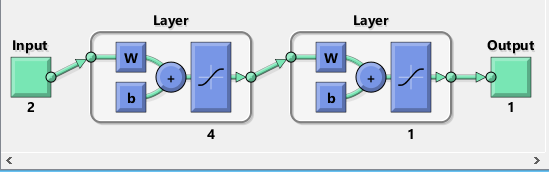 Layer Layer
Input Output
W + W +
b b
2 4 1 1